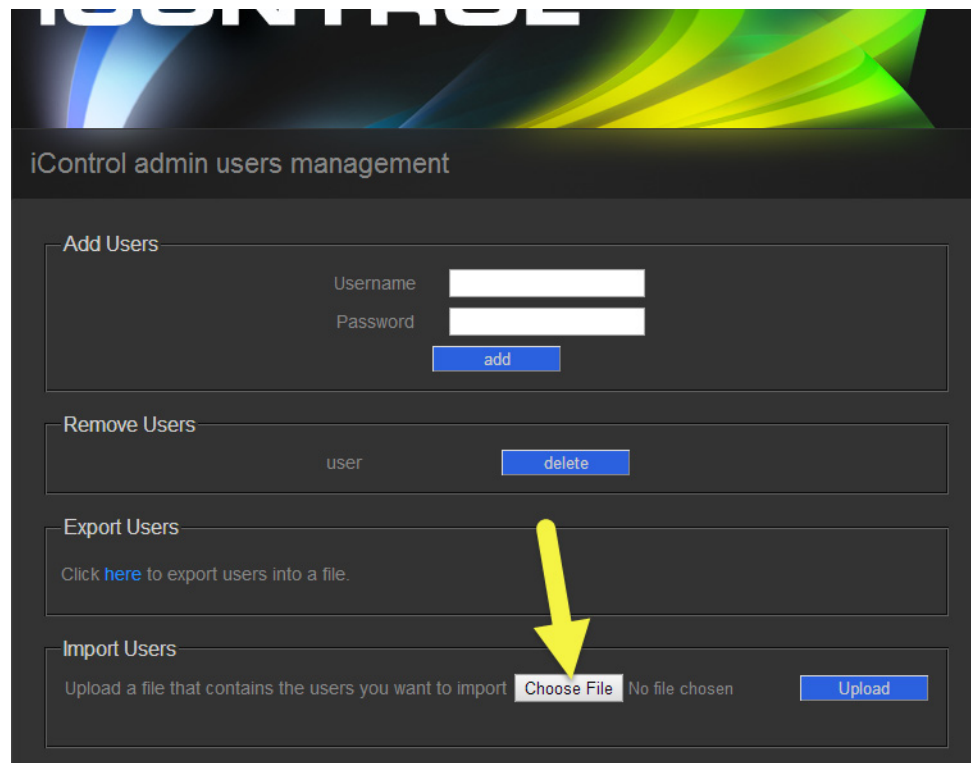 iCONTROL
iControl admin users management
Add Users
Username
Password
add
Remove Users
user delete
Export Users
Click here to export users into a file.
Import Users
Upload a file that contains the users you want to import Choose File No file chosen Upload